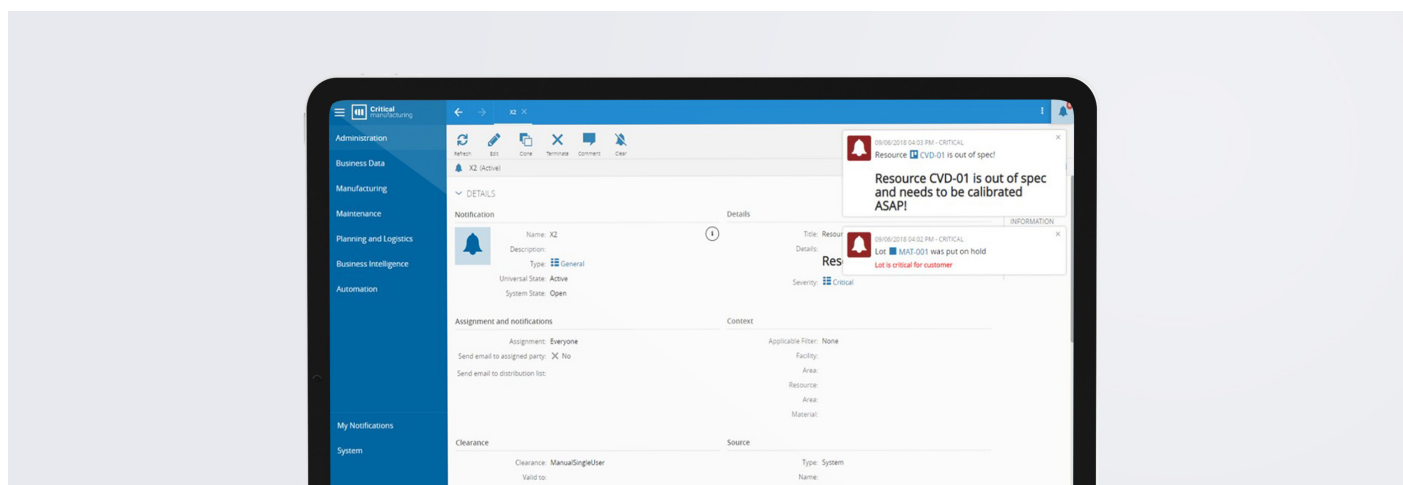 Critical
manufacturing
X2
Administration
Business Data
Manufacturing
Maintenance
Planning and Logistics
Business Intelligence
Automation
My Notifications
System
Refresh Edit Clone Terminate Comment Clear
X2 (Active)
DETAILS
Notification
Name: X2
Description:
Type: General
Universal State: Active
System State: Open
Details
Title: Resour
Details:
Res
Severity: Critical
INFORMATION
09/06/2018 04:03 PM - CRITICAL
Resource CVD-01 is out of spec!
Resource CVD-01 is out of spec
and needs to be calibrated
ASAP!
09/06/2018 04:02 PM - CRITICAL
Lot MAT-001 was put on hold
Lot is critical for customer
Assignment and notifications
Assignment: Everyone
Send email to assigned party: No
Send email to distribution list:
Context
Applicable Filter: None
Facility:
Area:
Resource:
Area:
Material:
Clearance
Clearance: ManualSingleUser
Valid to:
Source
Type: System
Name: